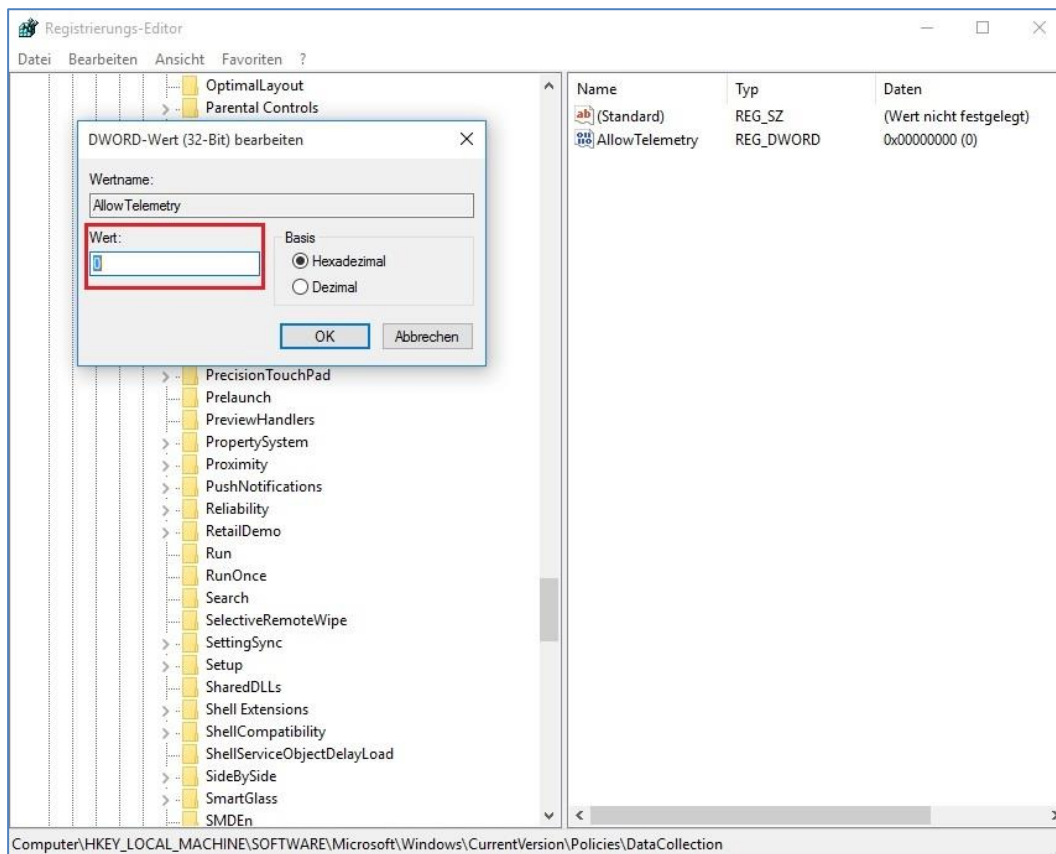 Registrierungs-Editor
Datei Bearbeiten Ansicht Favoriten ?
OptimalLayout
Parental Controls
DWORD-Wert (32-Bit) bearbeiten
Wertname:
AllowTelemetry
Wert:
0
Basis
Hexadezimal
Dezimal
OK Abbrechen
PrecisionTouchPad
Prelaunch
PreviewHandlers
PropertySystem
Proximity
PushNotifications
Reliability
RetailDemo
Run
RunOnce
Search
SelectiveRemoteWipe
SettingSync
Setup
SharedDLLs
Shell Extensions
ShellCompatibility
ShellServiceObjectDelayLoad
SideBySide
SmartGlass
SMDEn
Name Typ Daten
(Standard) REG_SZ (Wert nicht festgelegt)
AllowTelemetry REG_DWORD 0x00000000 (0)
Computer\HKEY_LOCAL_MACHINE\SOFTWARE\Microsoft\Windows\CurrentVersion\Policies\DataCollection